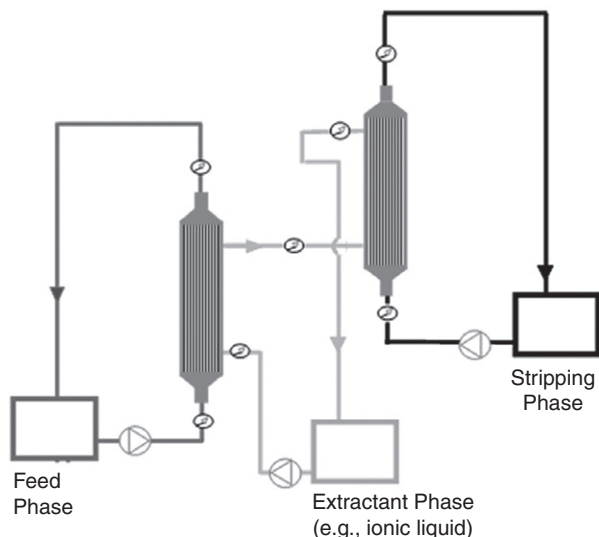 Stripping
Phase
Feed
Phase
Extractant Phase
(e.g., ionic liquid)